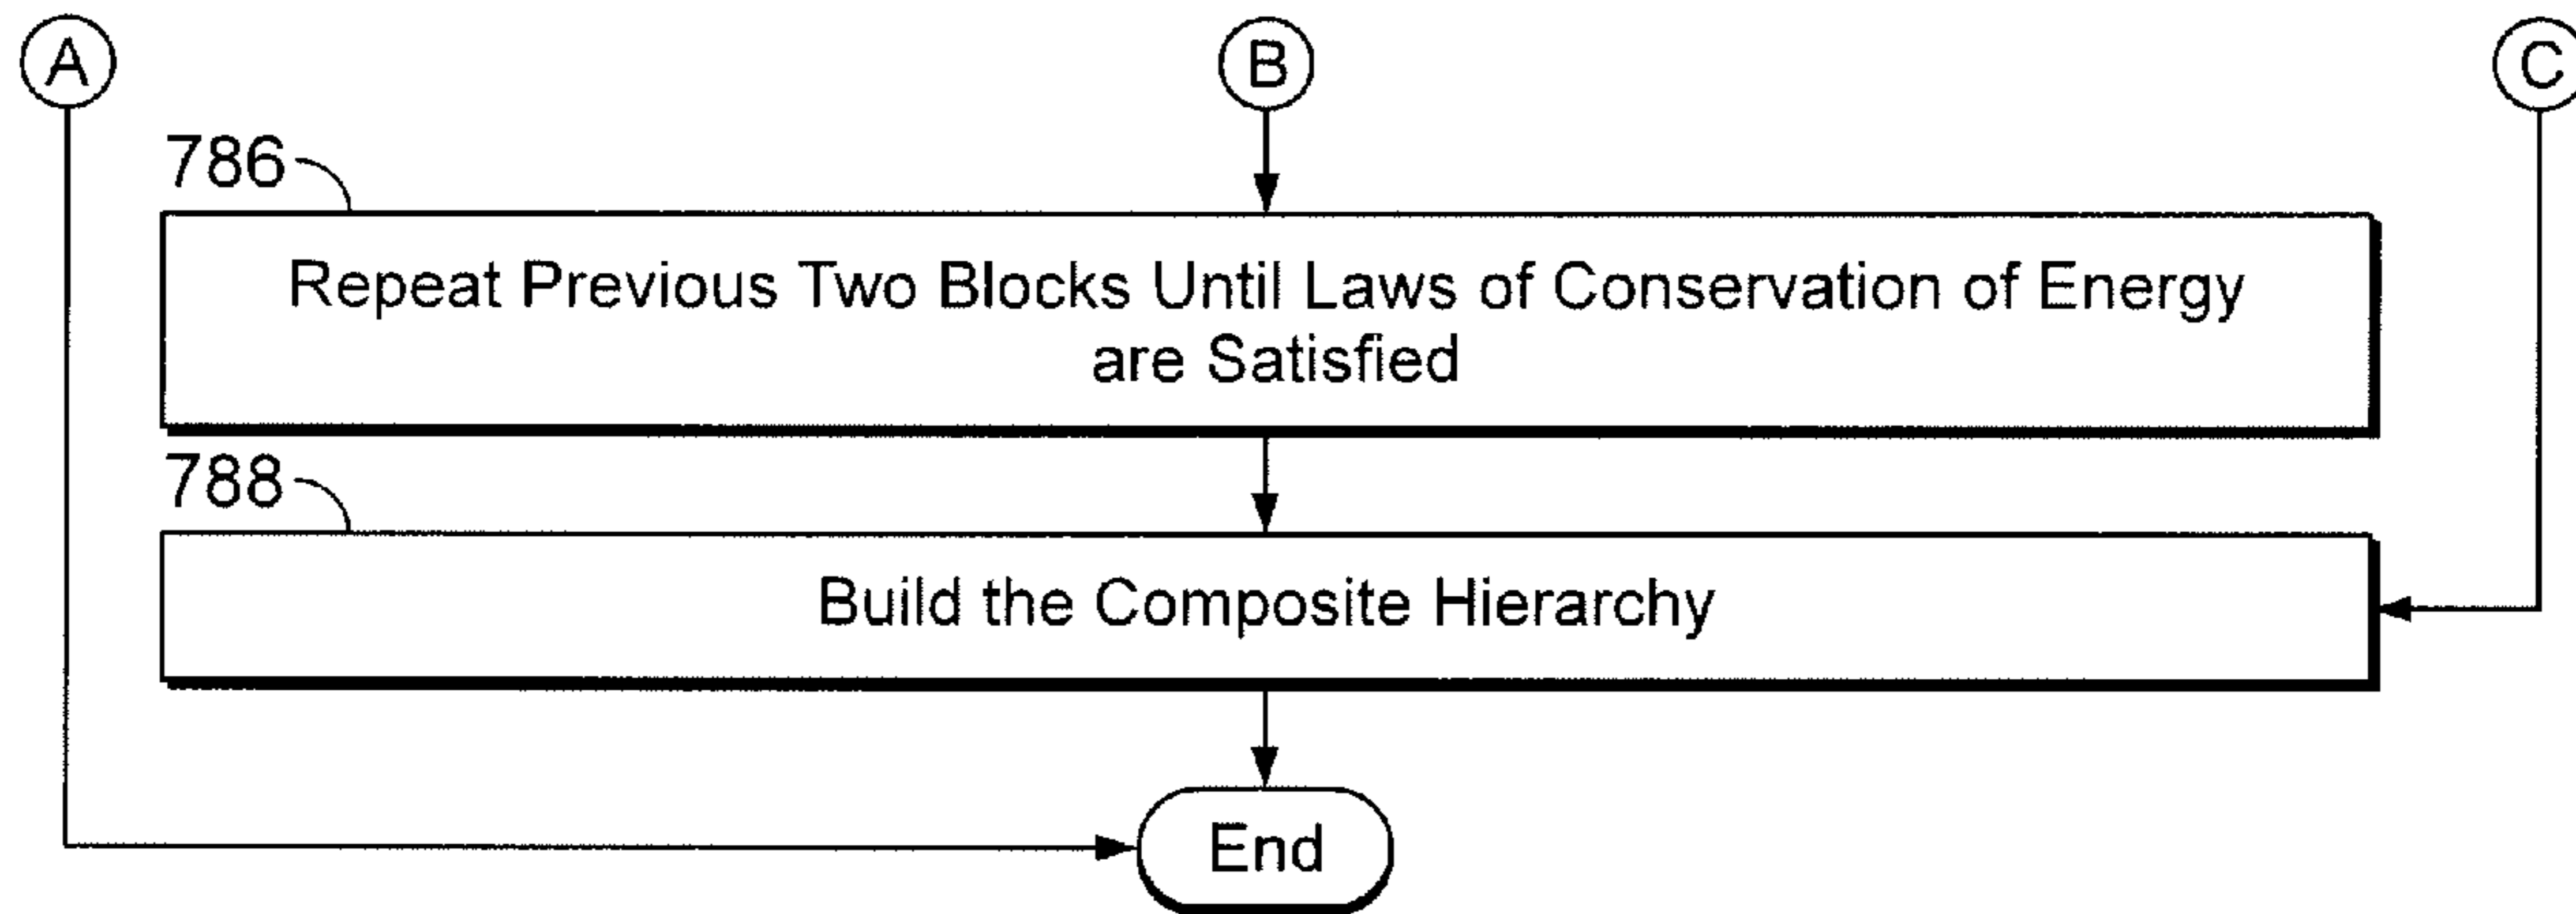 A
B
C
786
Repeat Previous Two Blocks Until Laws of Conservation of Energy
are Satisfied
788
Build the Composite Hierarchy
End